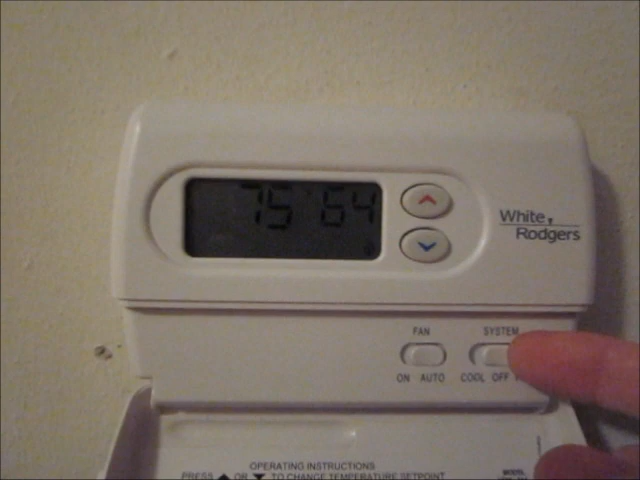 75° 64
White,
Rodgers
FAN
ON AUTO
SYSTEM
COOL OFF
OPERATING INSTRUCTIONS
PRESS ▲ OR ▼ TO CHANGE TEMPERATURE SETPOINT